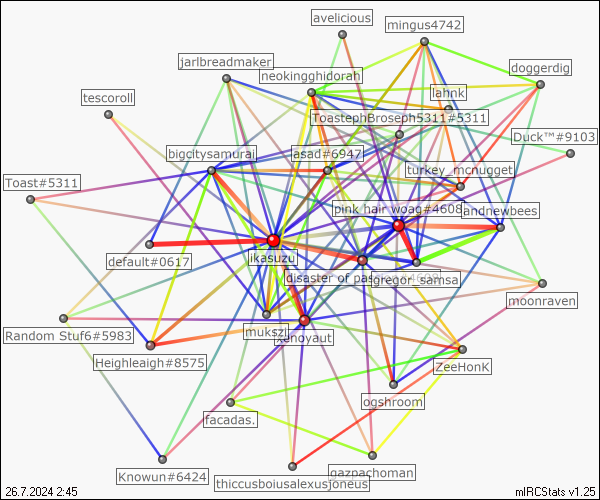 avelicious
mingus4742
jarlbreadmaker
neokingghidorah
doggerdig
tescoroll
lahnk
ToastephBroseph5311#5311
Duck™#9103
bigcitysamurai
asad#6947
turkey_mcnugget
Toast#5311
pink hair woag#4608
andnewbees
default#0617
ikasuzu
disaster of pas
gregor_samsa
moonraven
Random Stuf6#5983
mukszi
xenoyaut
Heighleaigh#8575
ZeeHonK
ogshroom
facadas.
Knowun#6424
thiccusboiusalexusjoneus
gazpachoman
26.7.2024 2:45
mIRCStats v1.25